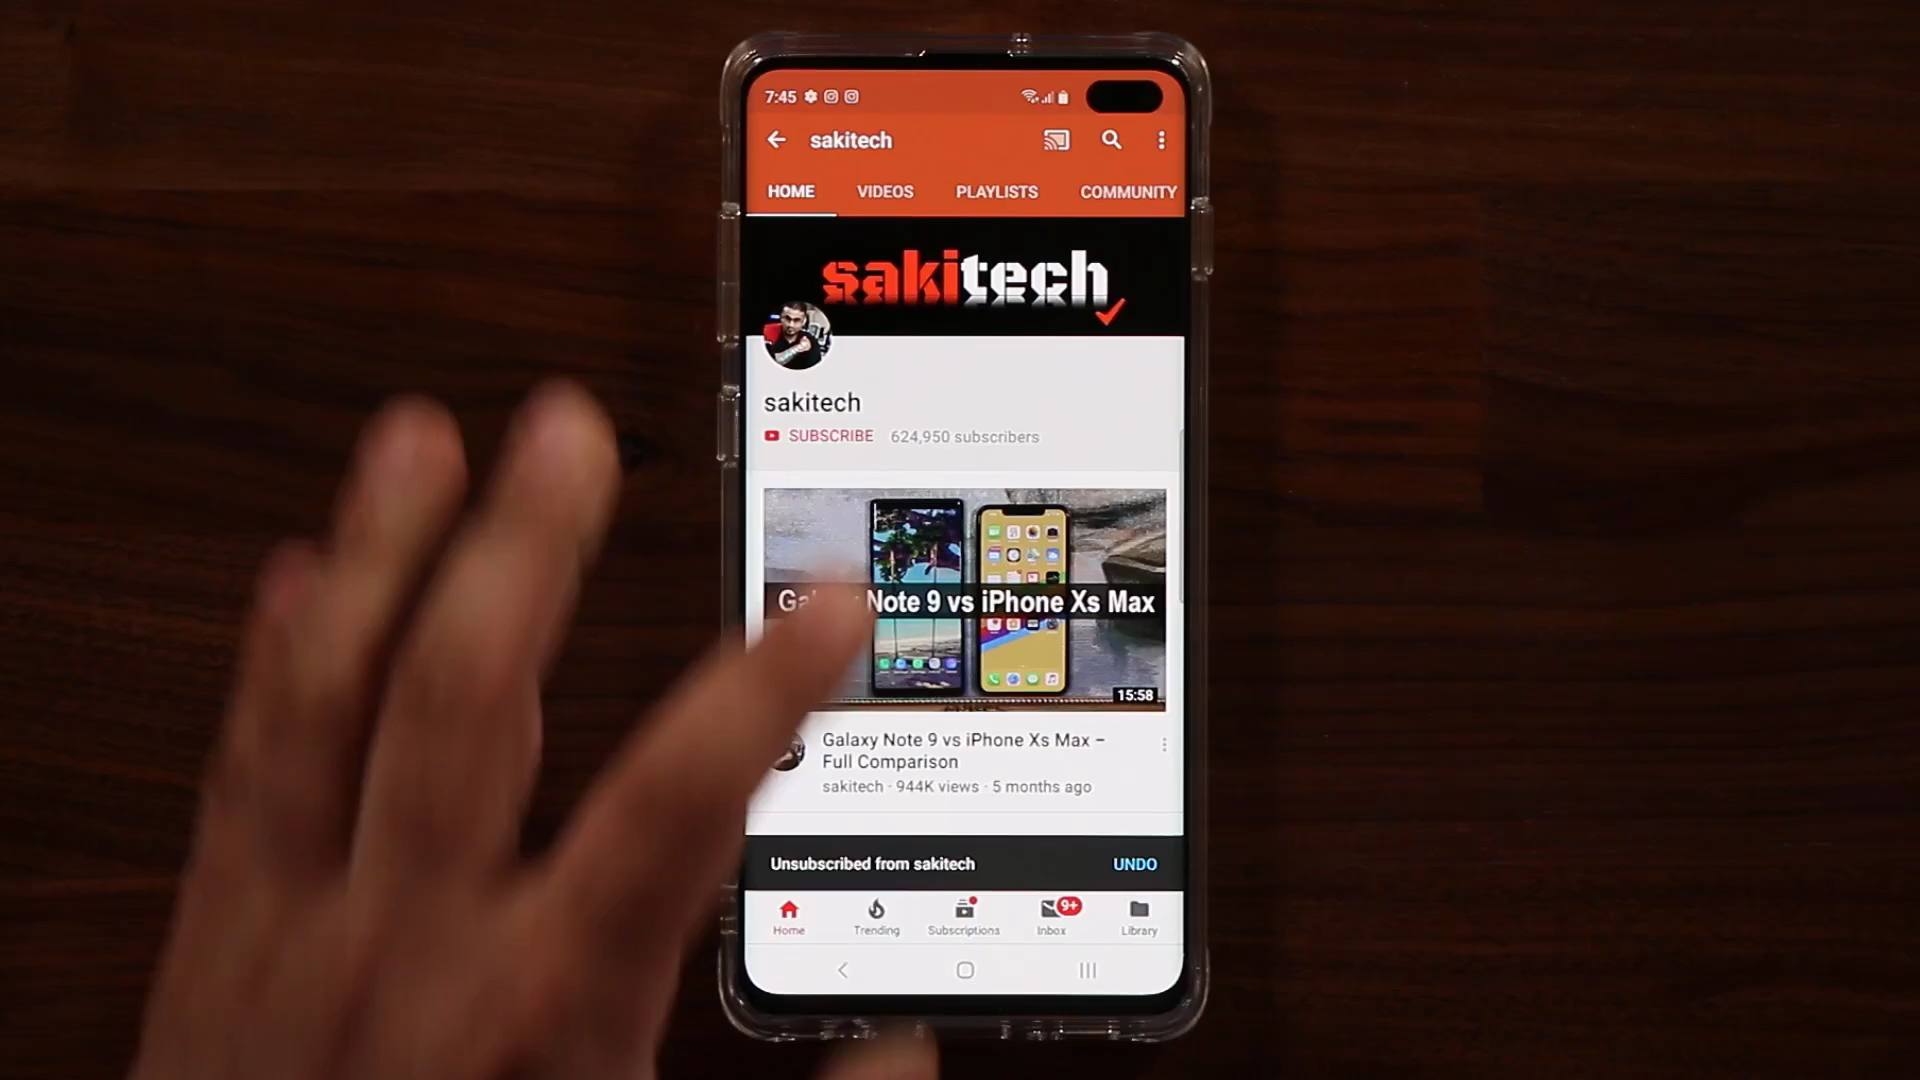 7:45
sakitech
HOME VIDEOS PLAYLISTS COMMUNITY
sakitech
sakitech
SUBSCRIBE 624,950 subscribers
Note 9 vs iPhone Xs Max
15:58
Galaxy Note 9 vs iPhone Xs Max –
Full Comparison
sakitech · 944K views · 5 months ago
Unsubscribed from sakitech UNDO
9+
Home Trending Subscriptions Inbox Library